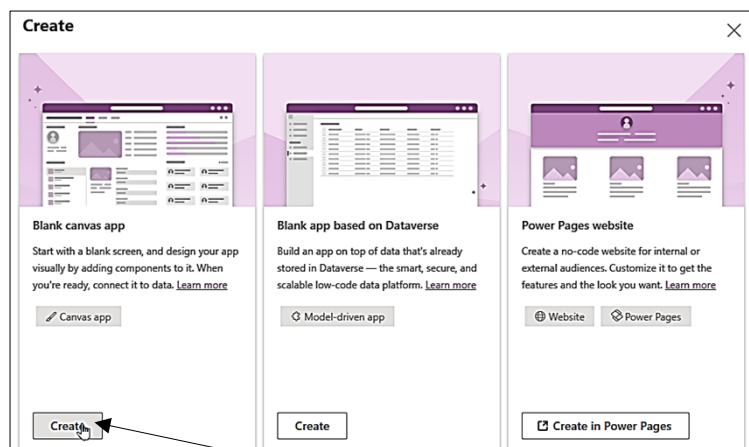 Create
Blank canvas app
Start with a blank screen, and design your app
visually by adding components to it. When
you're ready, connect it to data. Learn more
Canvas app
Create
Blank app based on Dataverse
Build an app on top of data that's already
stored in Dataverse — the smart, secure, and
scalable low-code data platform. Learn more
Model-driven app
Create
Power Pages website
Create a no-code website for internal or
external audiences. Customize it to get the
features and the look you want. Learn more
Website
Power Pages
Create in Power Pages